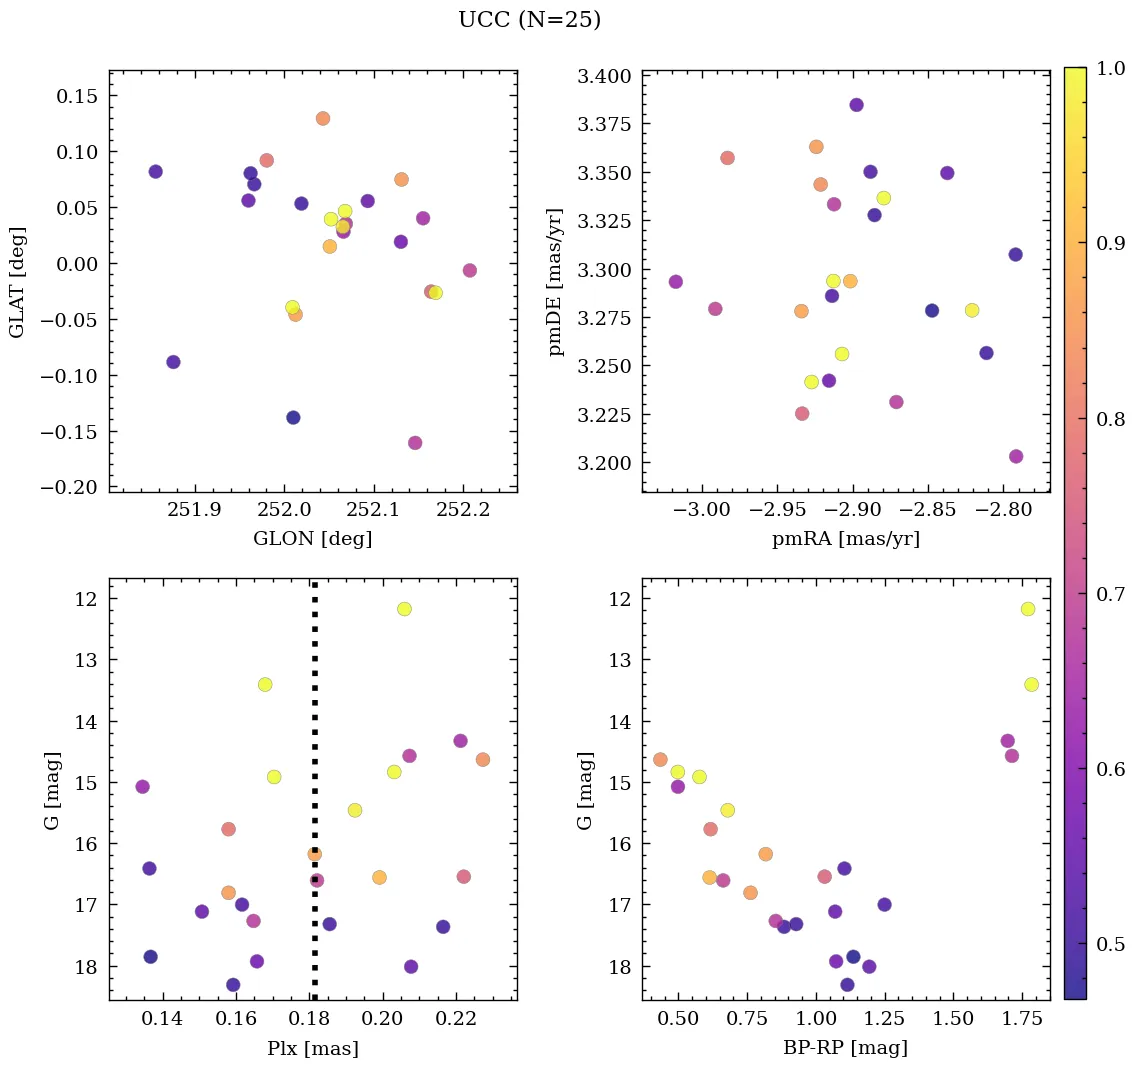 UCC (N=25)
0.15
0.10
0.05
0.00
−0.05
−0.10
−0.15
−0.20
GLAT [deg]
251.9 252.0 252.1 252.2
GLON [deg]
3.400
3.375
3.350
3.325
3.300
3.275
3.250
3.225
3.200
pmDE [mas/yr]
−3.00 −2.95 −2.90 −2.85 −2.80
pmRA [mas/yr]
12
13
14
15
16
17
18
G [mag]
0.14 0.16 0.18 0.20 0.22
Plx [mas]
12
13
14
15
16
17
18
G [mag]
0.50 0.75 1.00 1.25 1.50 1.75
BP-RP [mag]
1.0
0.9
0.8
0.7
0.6
0.5